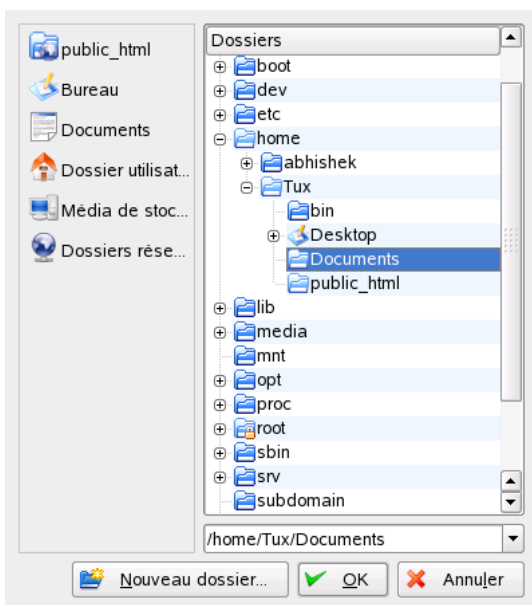 public_html
Bureau
Documents
Dossier utilisat...
Média de stoc...
Dossiers rése...
Dossiers
boot
dev
etc
home
abhishek
Tux
bin
Desktop
Documents
public_html
lib
media
mnt
opt
proc
root
sbin
srv
subdomain
/home/Tux/Documents
Nouveau dossier...
OK
Annuler